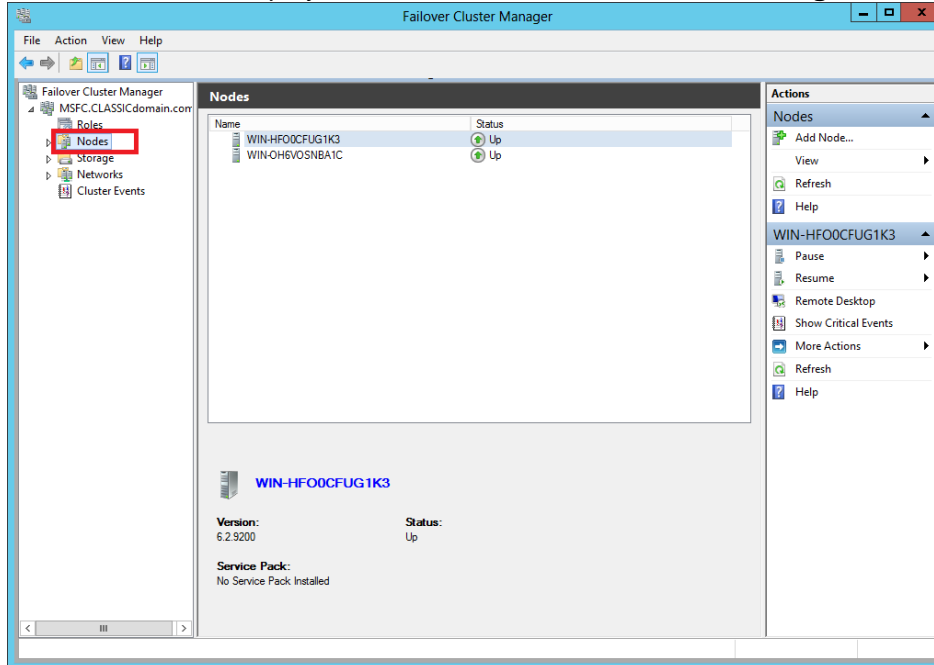 Failover Cluster Manager
File Action View Help
Failover Cluster Manager
MSFC.CLASSICdomain.com
Roles
Nodes
Storage
Networks
Cluster Events
Nodes
Name Status
WIN-HFO0CFUG1K3 Up
WIN-OH6VOSNBA1C Up
WIN-HFO0CFUG1K3
Version: Status:
6.2.9200 Up
Service Pack:
No Service Pack Installed
Actions
Nodes
Add Node...
View
Refresh
Help
WIN-HFO0CFUG1K3
Pause
Resume
Remote Desktop
Show Critical Events
More Actions
Refresh
Help